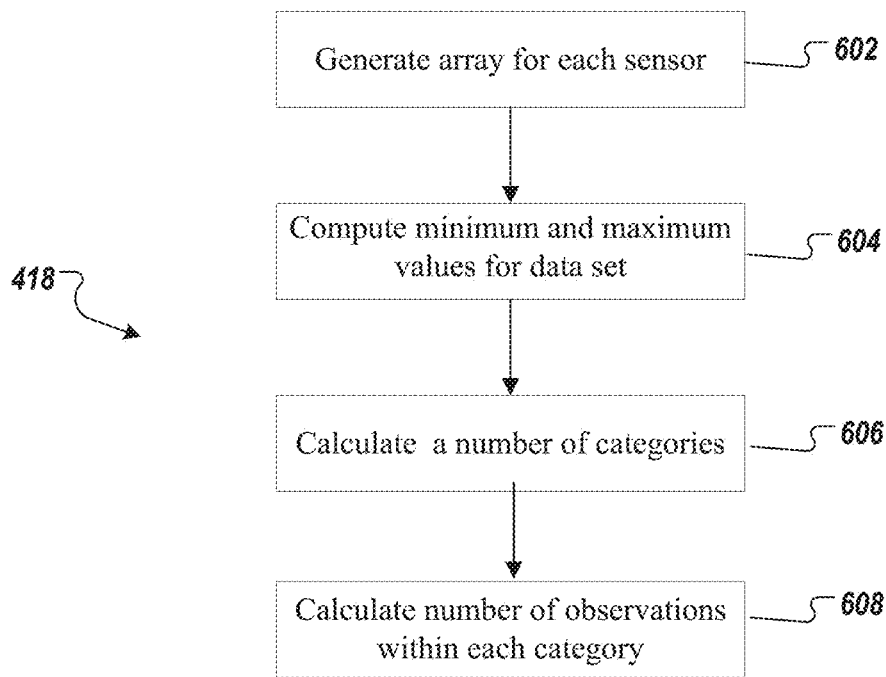 Generate array for each sensor
602
Compute minimum and maximum
values for data set
604
418
Calculate a number of categories
606
Calculate number of observations
within each category
608